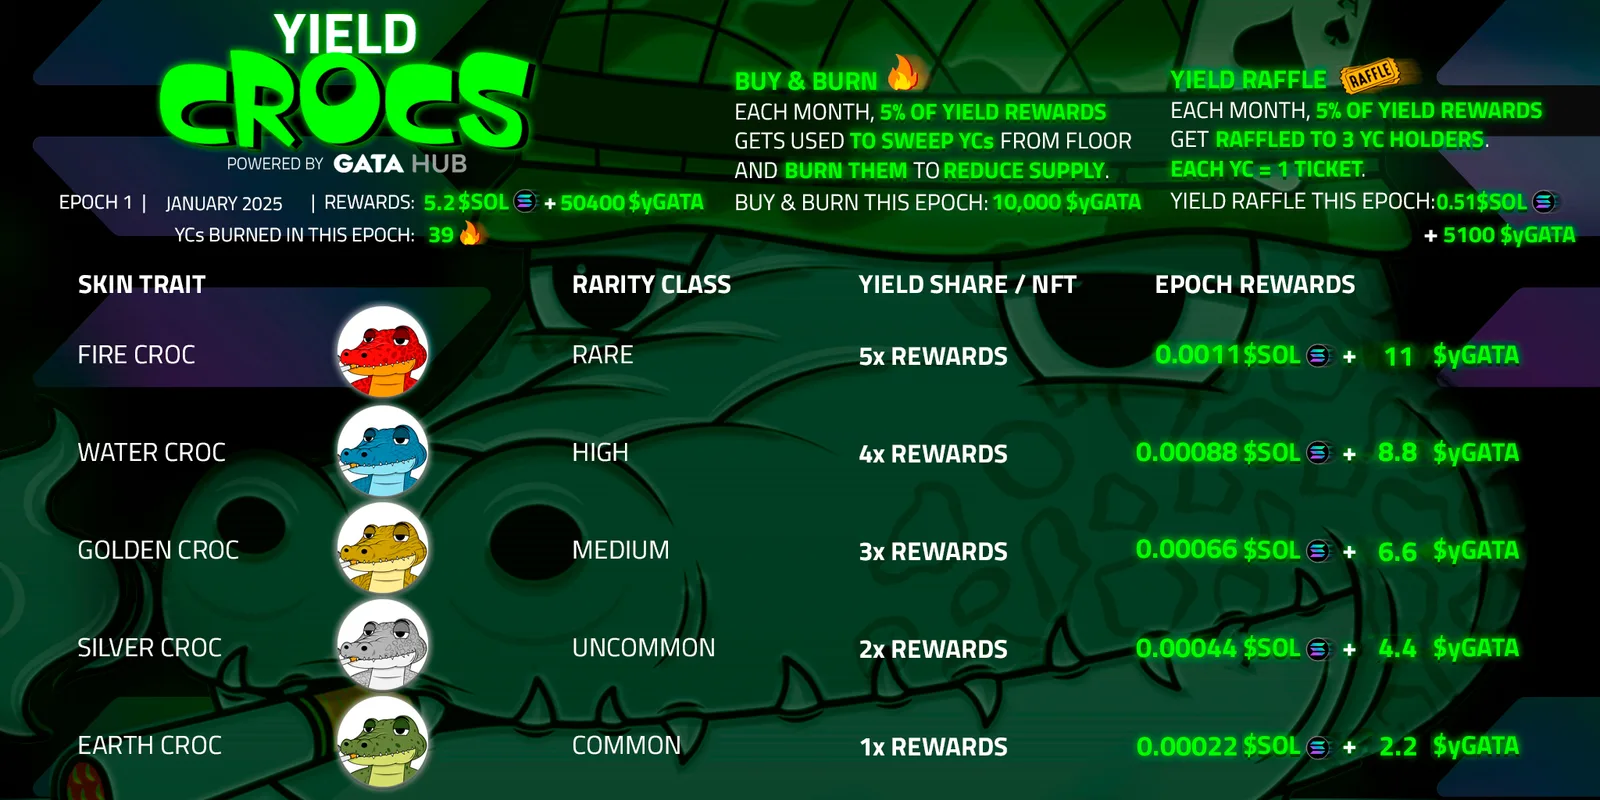 YIELD
CROCS
POWERED BY GATA HUB
EPOCH 1 | JANUARY 2025 | REWARDS: 5.2 $SOL + 50400 $yGATA
YCs BURNED IN THIS EPOCH: 39
BUY & BURN
EACH MONTH, 5% OF YIELD REWARDS
GETS USED TO SWEEP YCs FROM FLOOR
AND BURN THEM TO REDUCE SUPPLY.
BUY & BURN THIS EPOCH: 10,000 $yGATA
YIELD RAFFLE
RAFFLE
EACH MONTH, 5% OF YIELD REWARDS
GET RAFFLED TO 3 YC HOLDERS.
EACH YC = 1 TICKET.
YIELD RAFFLE THIS EPOCH: 0.51$SOL
+ 5100 $yGATA
SKIN TRAIT RARITY CLASS YIELD SHARE / NFT EPOCH REWARDS
FIRE CROC RARE 5x REWARDS 0.0011 $SOL + 11 $yGATA
WATER CROC HIGH 4x REWARDS 0.00088 $SOL + 8.8 $yGATA
GOLDEN CROC MEDIUM 3x REWARDS 0.00066 $SOL + 6.6 $yGATA
SILVER CROC UNCOMMON 2x REWARDS 0.00044 $SOL + 4.4 $yGATA
EARTH CROC COMMON 1x REWARDS 0.00022 $SOL + 2.2 $yGATA